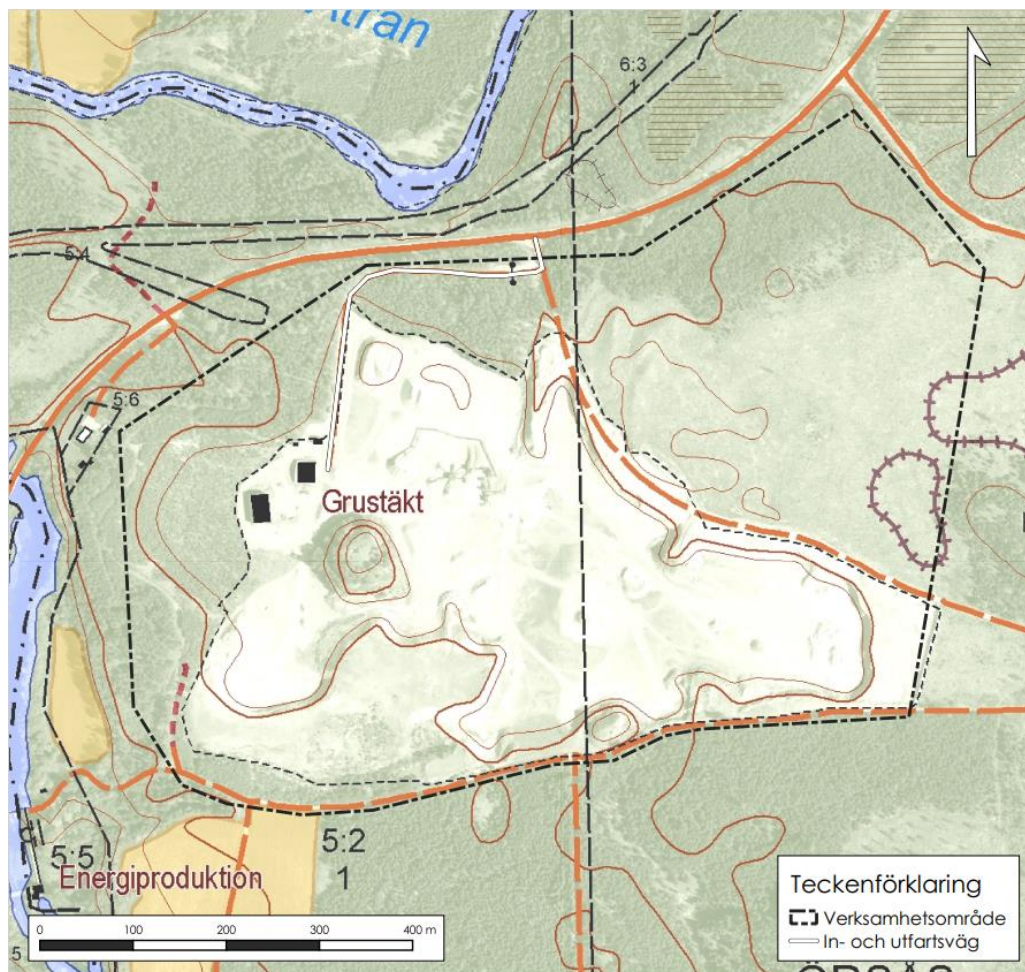 Ätran
6:3
1
5:4
5:6
Grustäkt
5:2
1
5:5
Energiproduktion
0 100 200 300 400 m
5
Teckenförklaring
Verksamhetsområde
In- och utfartsväg